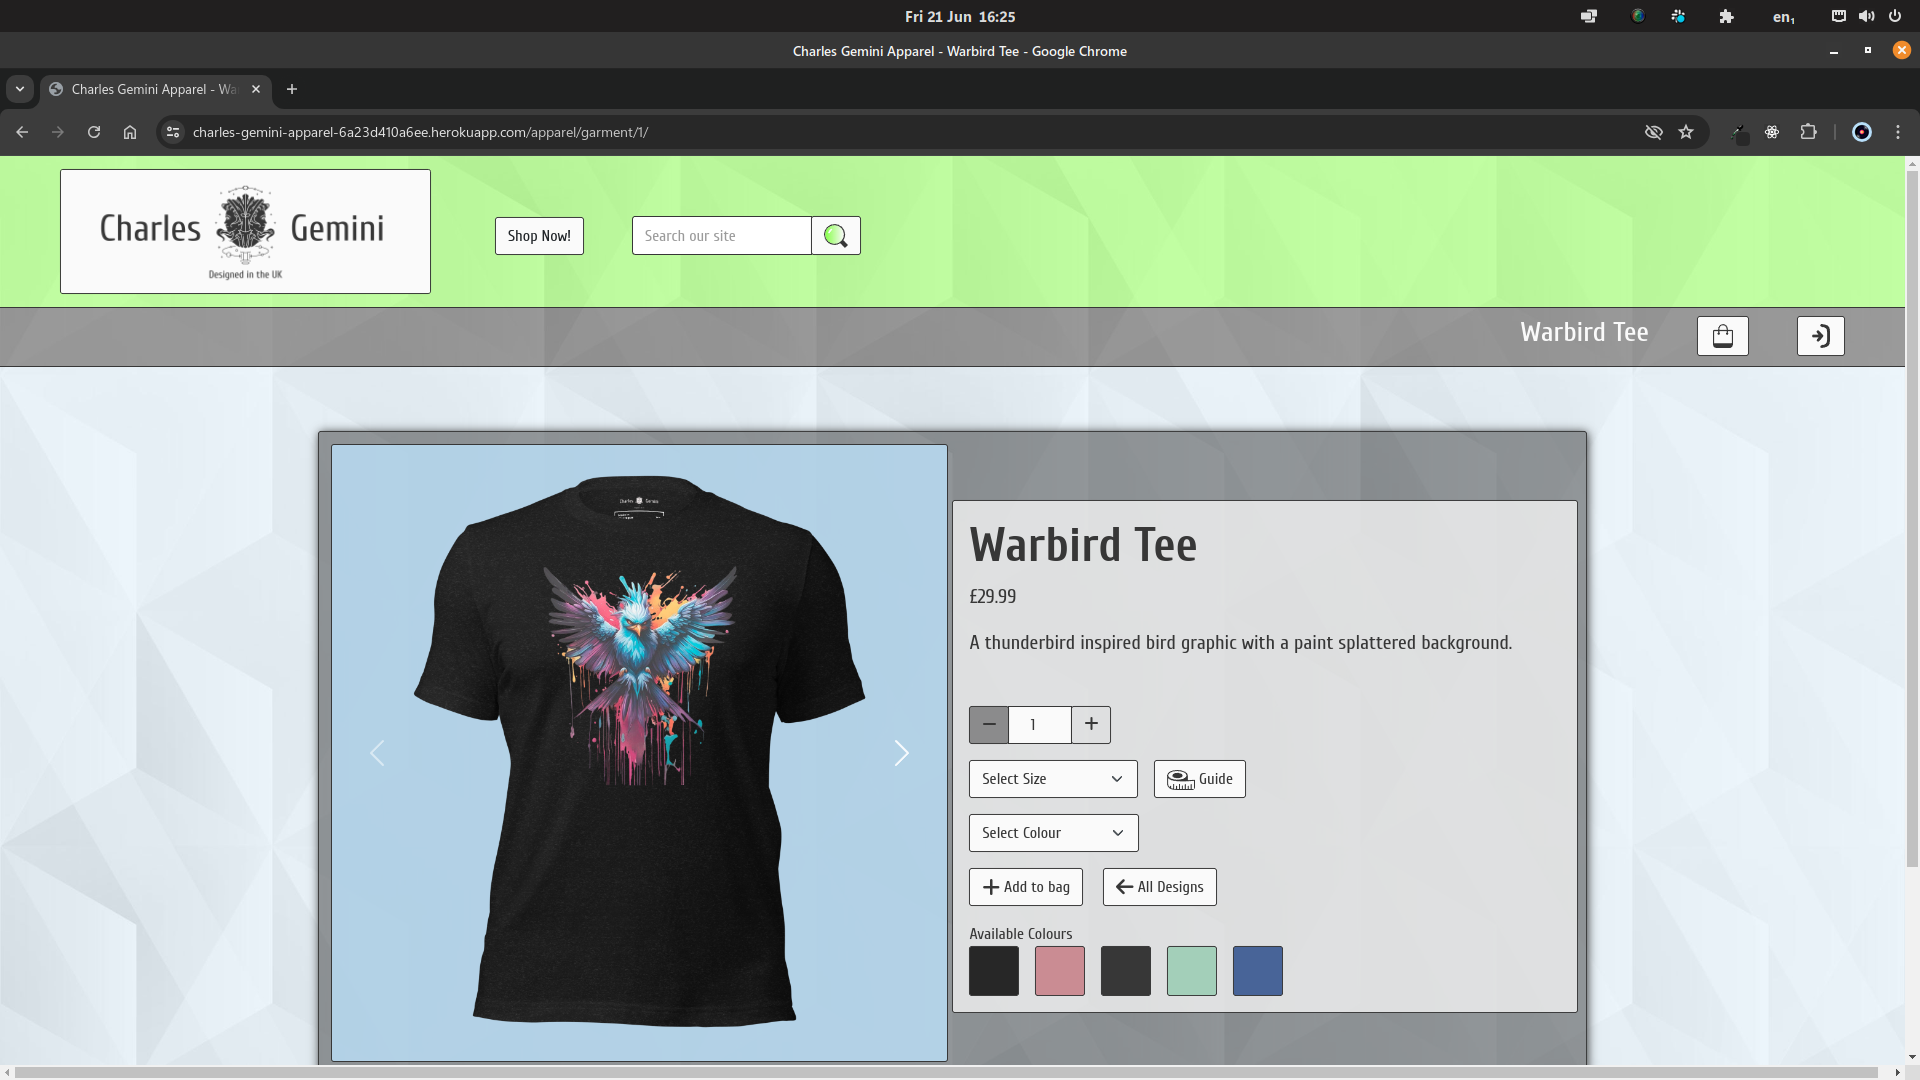 Fri 21 Jun 16:25
en1
Charles Gemini Apparel - Warbird Tee - Google Chrome
Charles Gemini Apparel - Wa
charles-gemini-apparel-6a23d410a6ee.herokuapp.com/apparel/garment/1/
Charles Gemini
Designed in the UK
Shop Now!
Search our site
Warbird Tee
Charles Gemini
Warbird Tee
£29.99
A thunderbird inspired bird graphic with a paint splattered background.
1
Select Size
Guide
Select Colour
Add to bag
All Designs
Available Colours